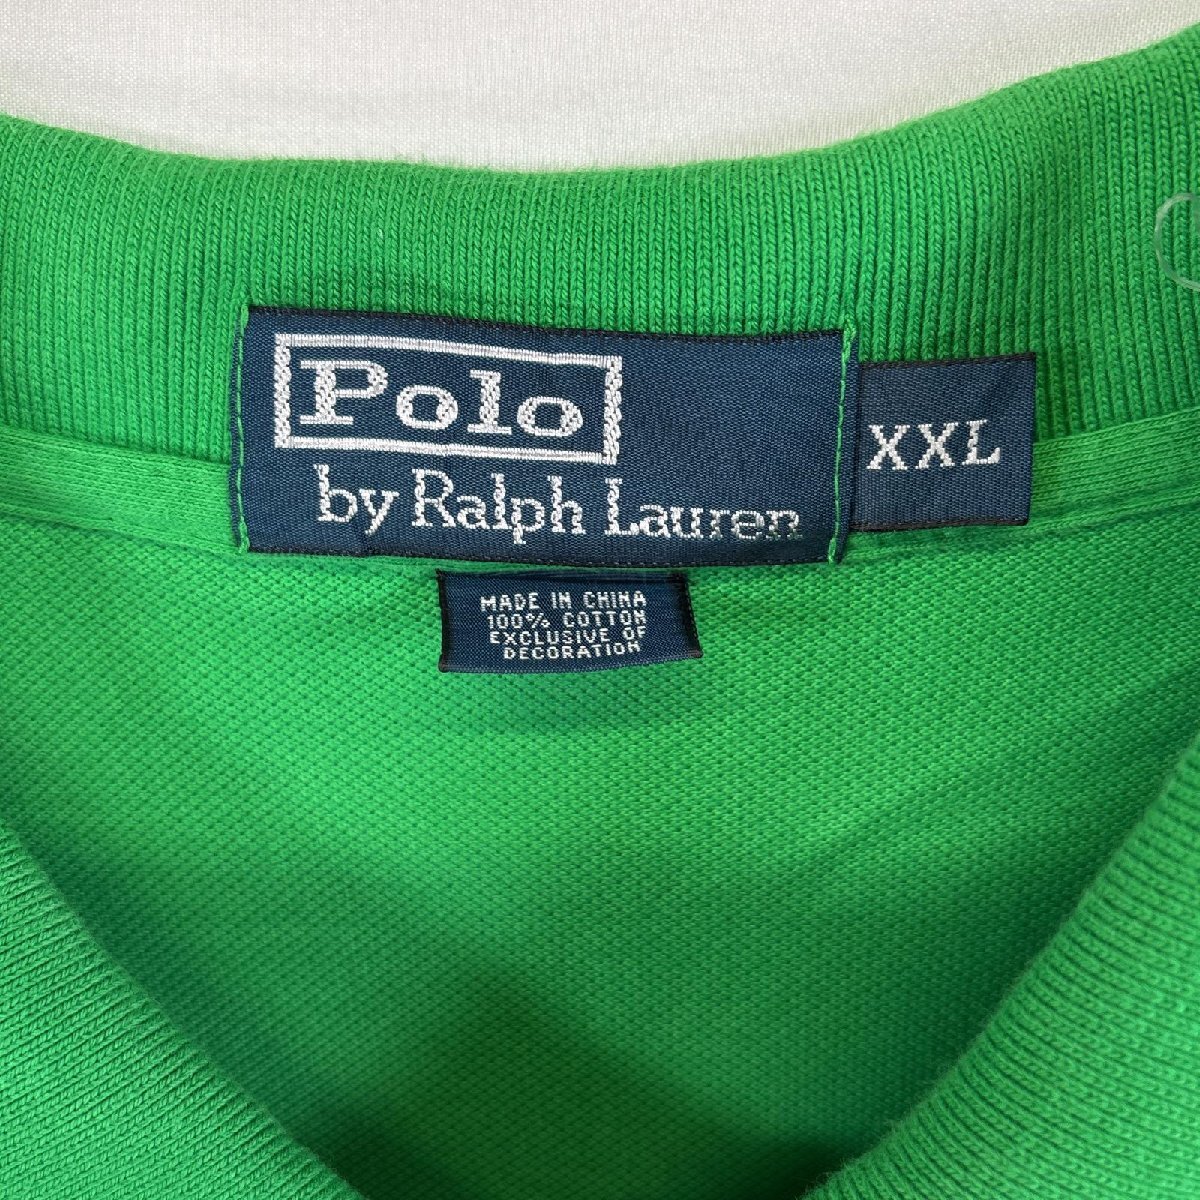 Polo
by Ralph Lauren
XXL
MADE IN CHINA
100% COTTON
EXCLUSIVE OF
DECORATION